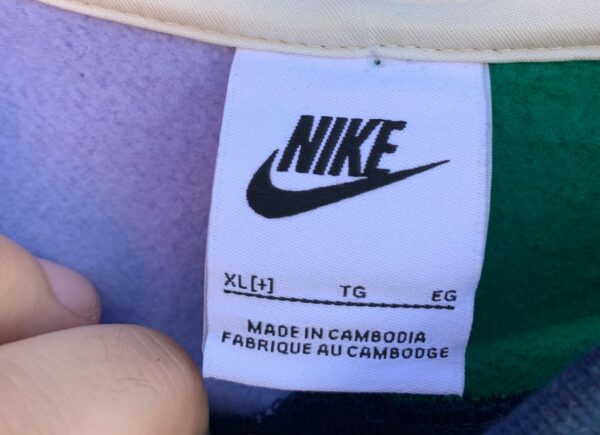 NIKE
XL[+] TG EG
MADE IN CAMBODIA
FABRIQUE AU CAMBODGE